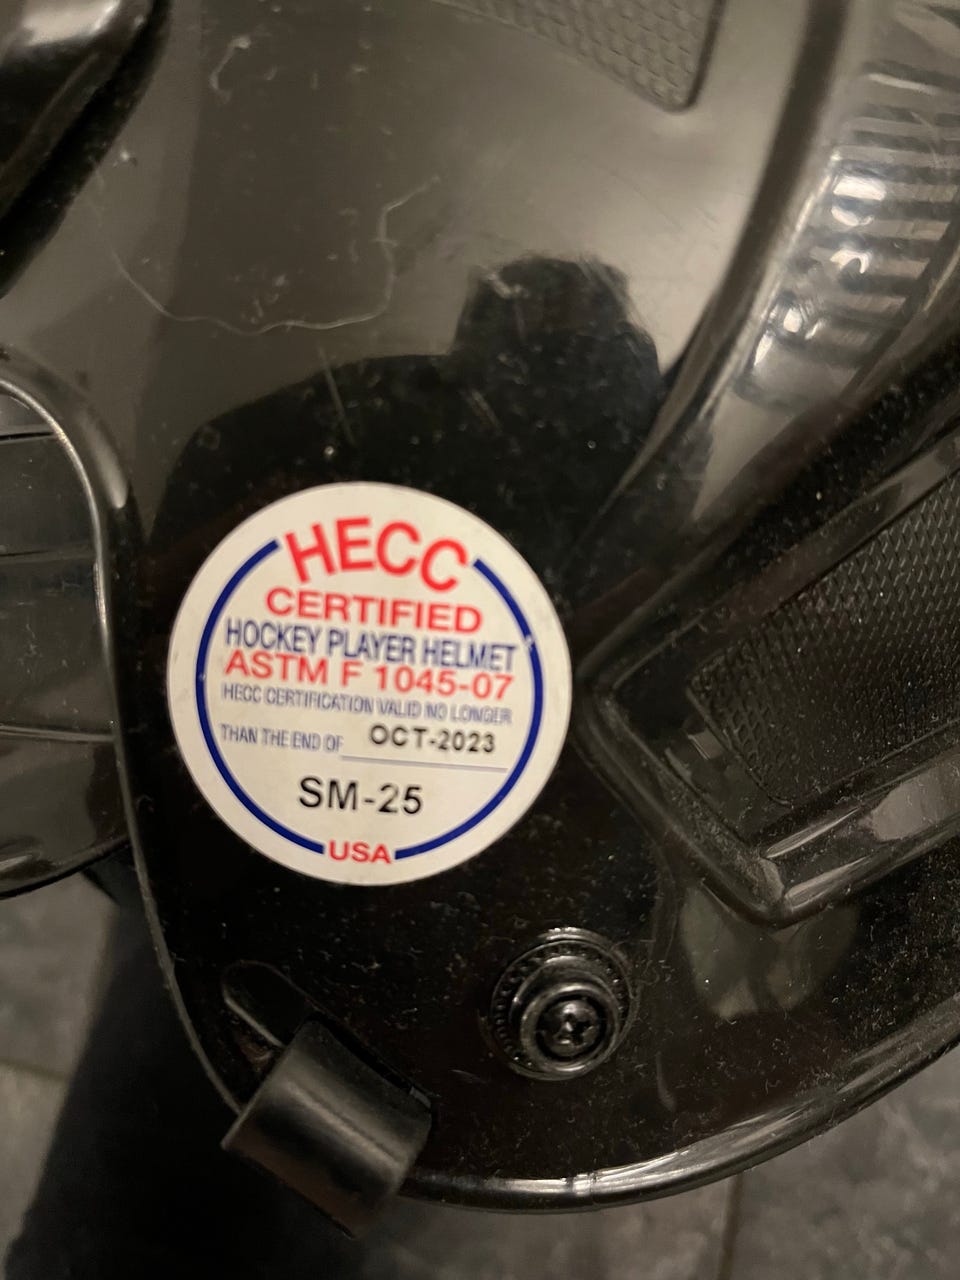 HECC
CERTIFIED
HOCKEY PLAYER HELMET
ASTM F 1045-07
HECC CERTIFICATION VALID NO LONGER
THAN THE END OF OCT-2023
SM-25
USA